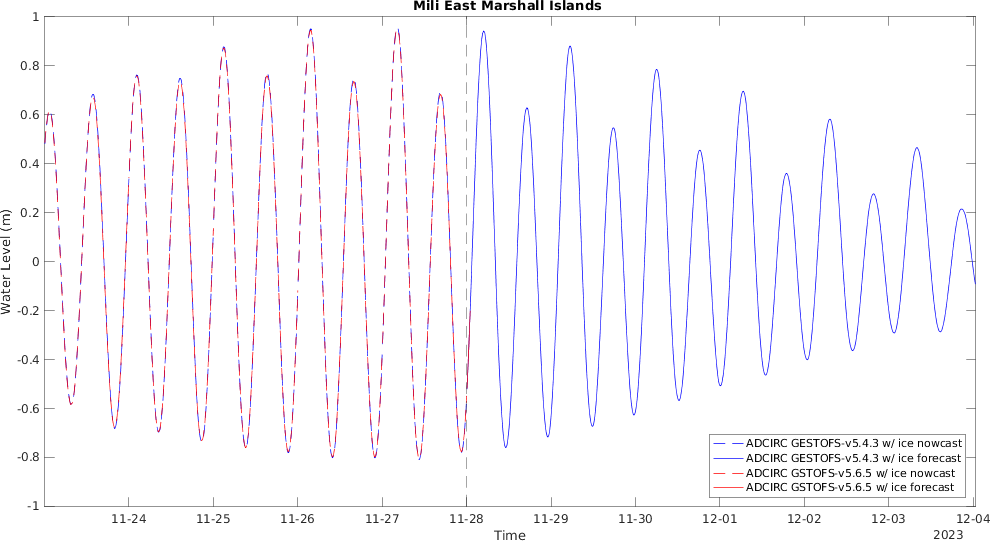 Mili East Marshall Islands
1
0.8
0.6
0.4
0.2
0
-0.2
-0.4
-0.6
-0.8
-1
Water Level (m)
11-24 11-25 11-26 11-27 11-28 11-29 11-30 12-01 12-02 12-03 12-04
Time
2023
ADCIRC GESTOFS-v5.4.3 w/ ice nowcast
ADCIRC GESTOFS-v5.4.3 w/ ice forecast
ADCIRC GSTOFS-v5.6.5 w/ ice nowcast
ADCIRC GSTOFS-v5.6.5 w/ ice forecast